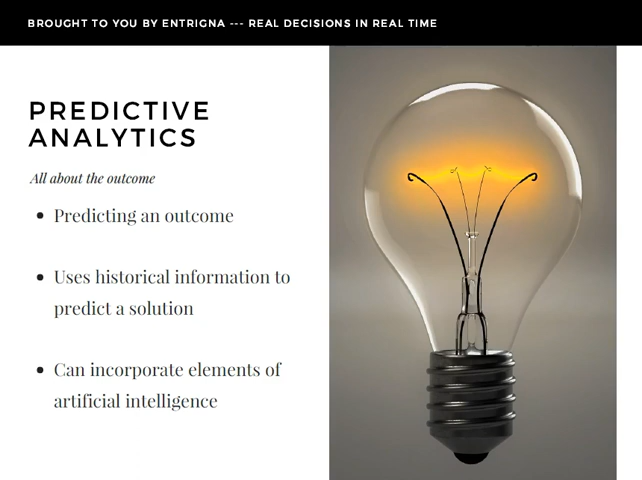 BROUGHT TO YOU BY ENTRIGNA --- REAL DECISIONS IN REAL TIME
PREDICTIVE
ANALYTICS
All about the outcome
• Predicting an outcome
• Uses historical information to
predict a solution
• Can incorporate elements of
artificial intelligence